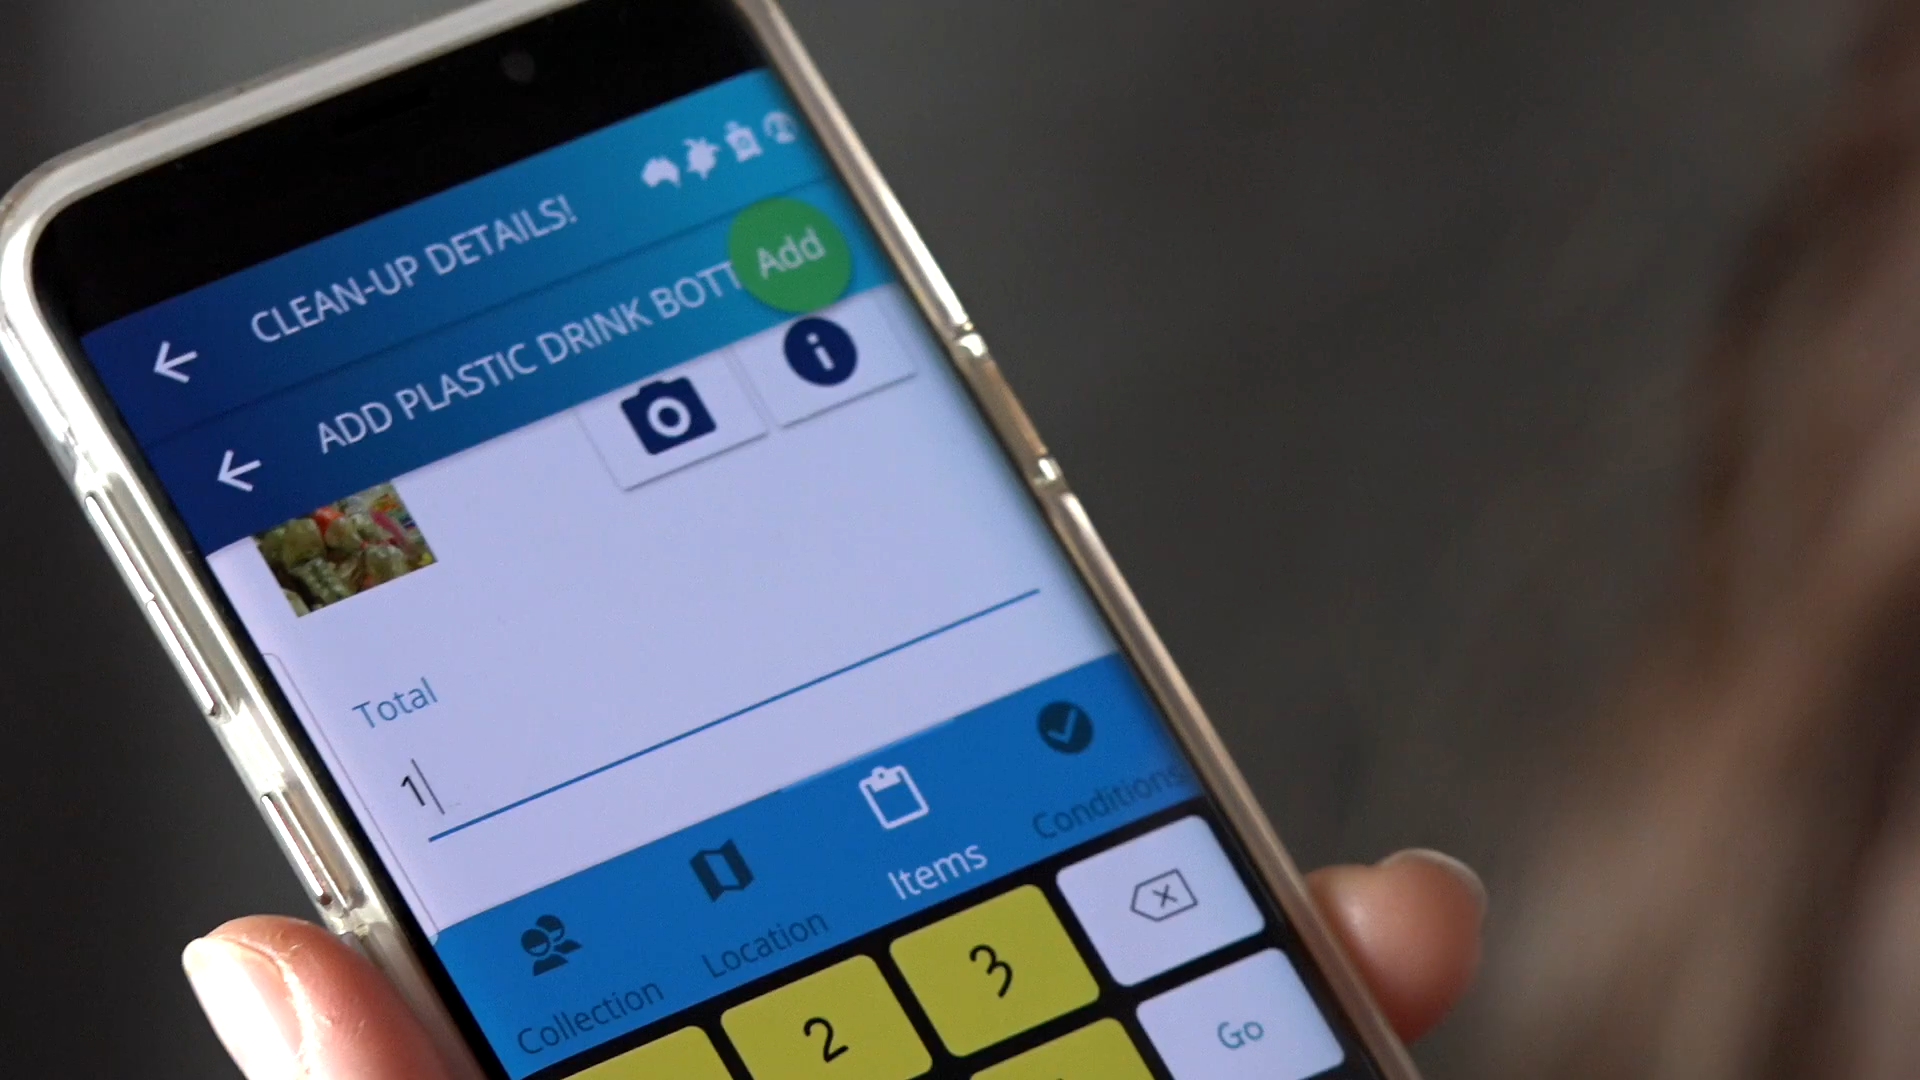 CLEAN-UP DETAILS!
ADD PLASTIC DRINK BOTT
Add
Total
1
Collection
Location
Items
Conditions
2
3
Go